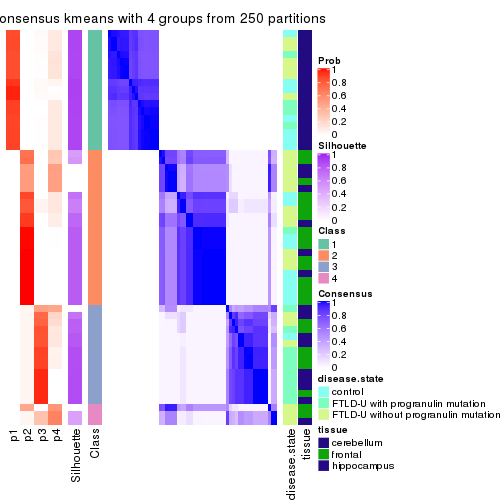 onsensus kmeans with 4 groups from 250 partitions
Prob
1
0.8
0.6
0.4
0.2
0
Silhouette
1
0.8
0.6
0.4
0.2
0
Class
1
2
3
4
Consensus
1
0.8
0.6
0.4
0.2
0
disease.state
control
FTLD-U with progranulin mutation
FTLD-U without progranulin mutation
tissue
cerebellum
frontal
hippocampus
p1
p2
p3
p4
Silhouette
Class
disease.state
tissue